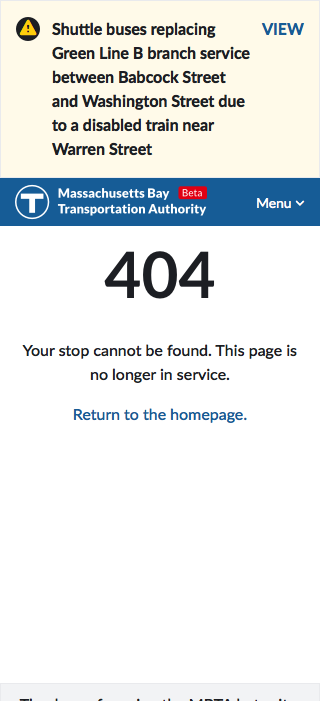 Shuttle buses replacing
VIEW
Green Line B branch service
between Babcock Street
and Washington Street due
to a disabled train near
Warren Street
T
Massachusetts Bay Beta
Transportation Authority
Menu
404
Your stop cannot be found. This page is
no longer in service.
Return to the homepage.